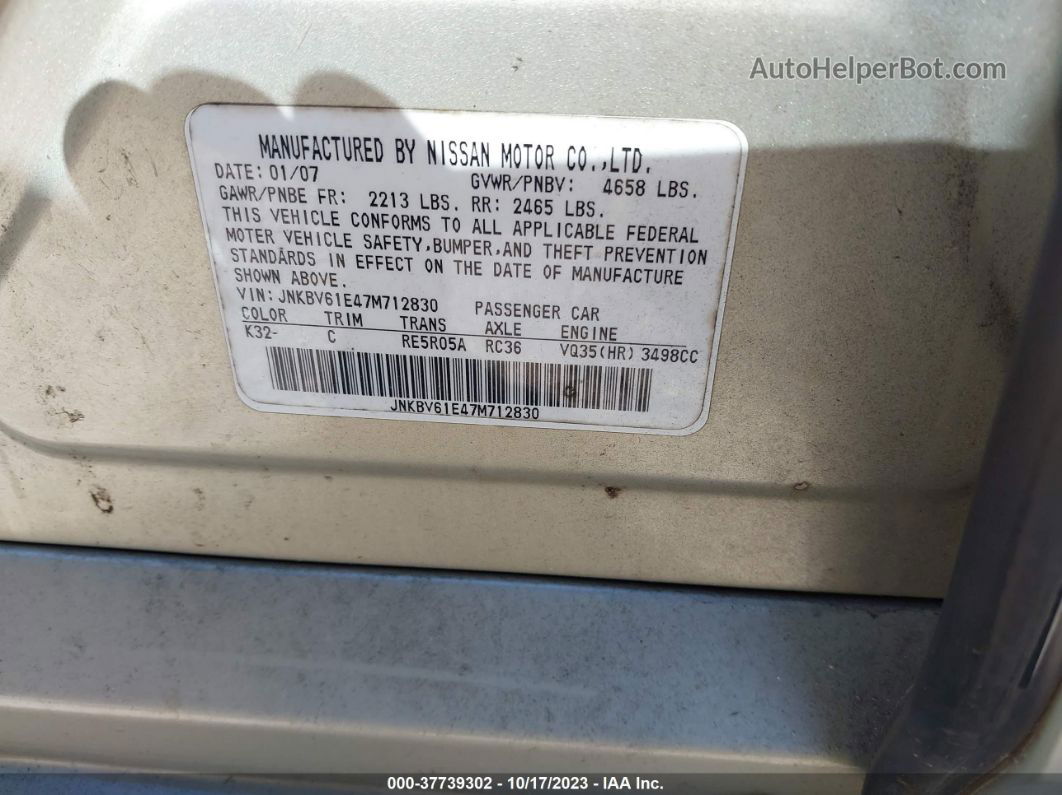 AutoHelperBot.com
MANUFACTURED BY NISSAN MOTOR CO.,LTD.
DATE: 01/07 GVWR/PNBV: 4658 LBS.
GAWR/PNBE FR: 2213 LBS. RR: 2465 LBS.
THIS VEHICLE CONFORMS TO ALL APPLICABLE FEDERAL
MOTER VEHICLE SAFETY,BUMPER,AND THEFT PREVENTION
STANDARDS IN EFFECT ON THE DATE OF MANUFACTURE
SHOWN ABOVE.
VIN: JNKBV61E47M712830 PASSENGER CAR
COLOR TRIM TRANS AXLE ENGINE
K32- C RE5R05A RC36 VQ35(HR) 3498CC
JNKBV61E47M712830
000-37739302 - 10/17/2023 - IAA Inc.